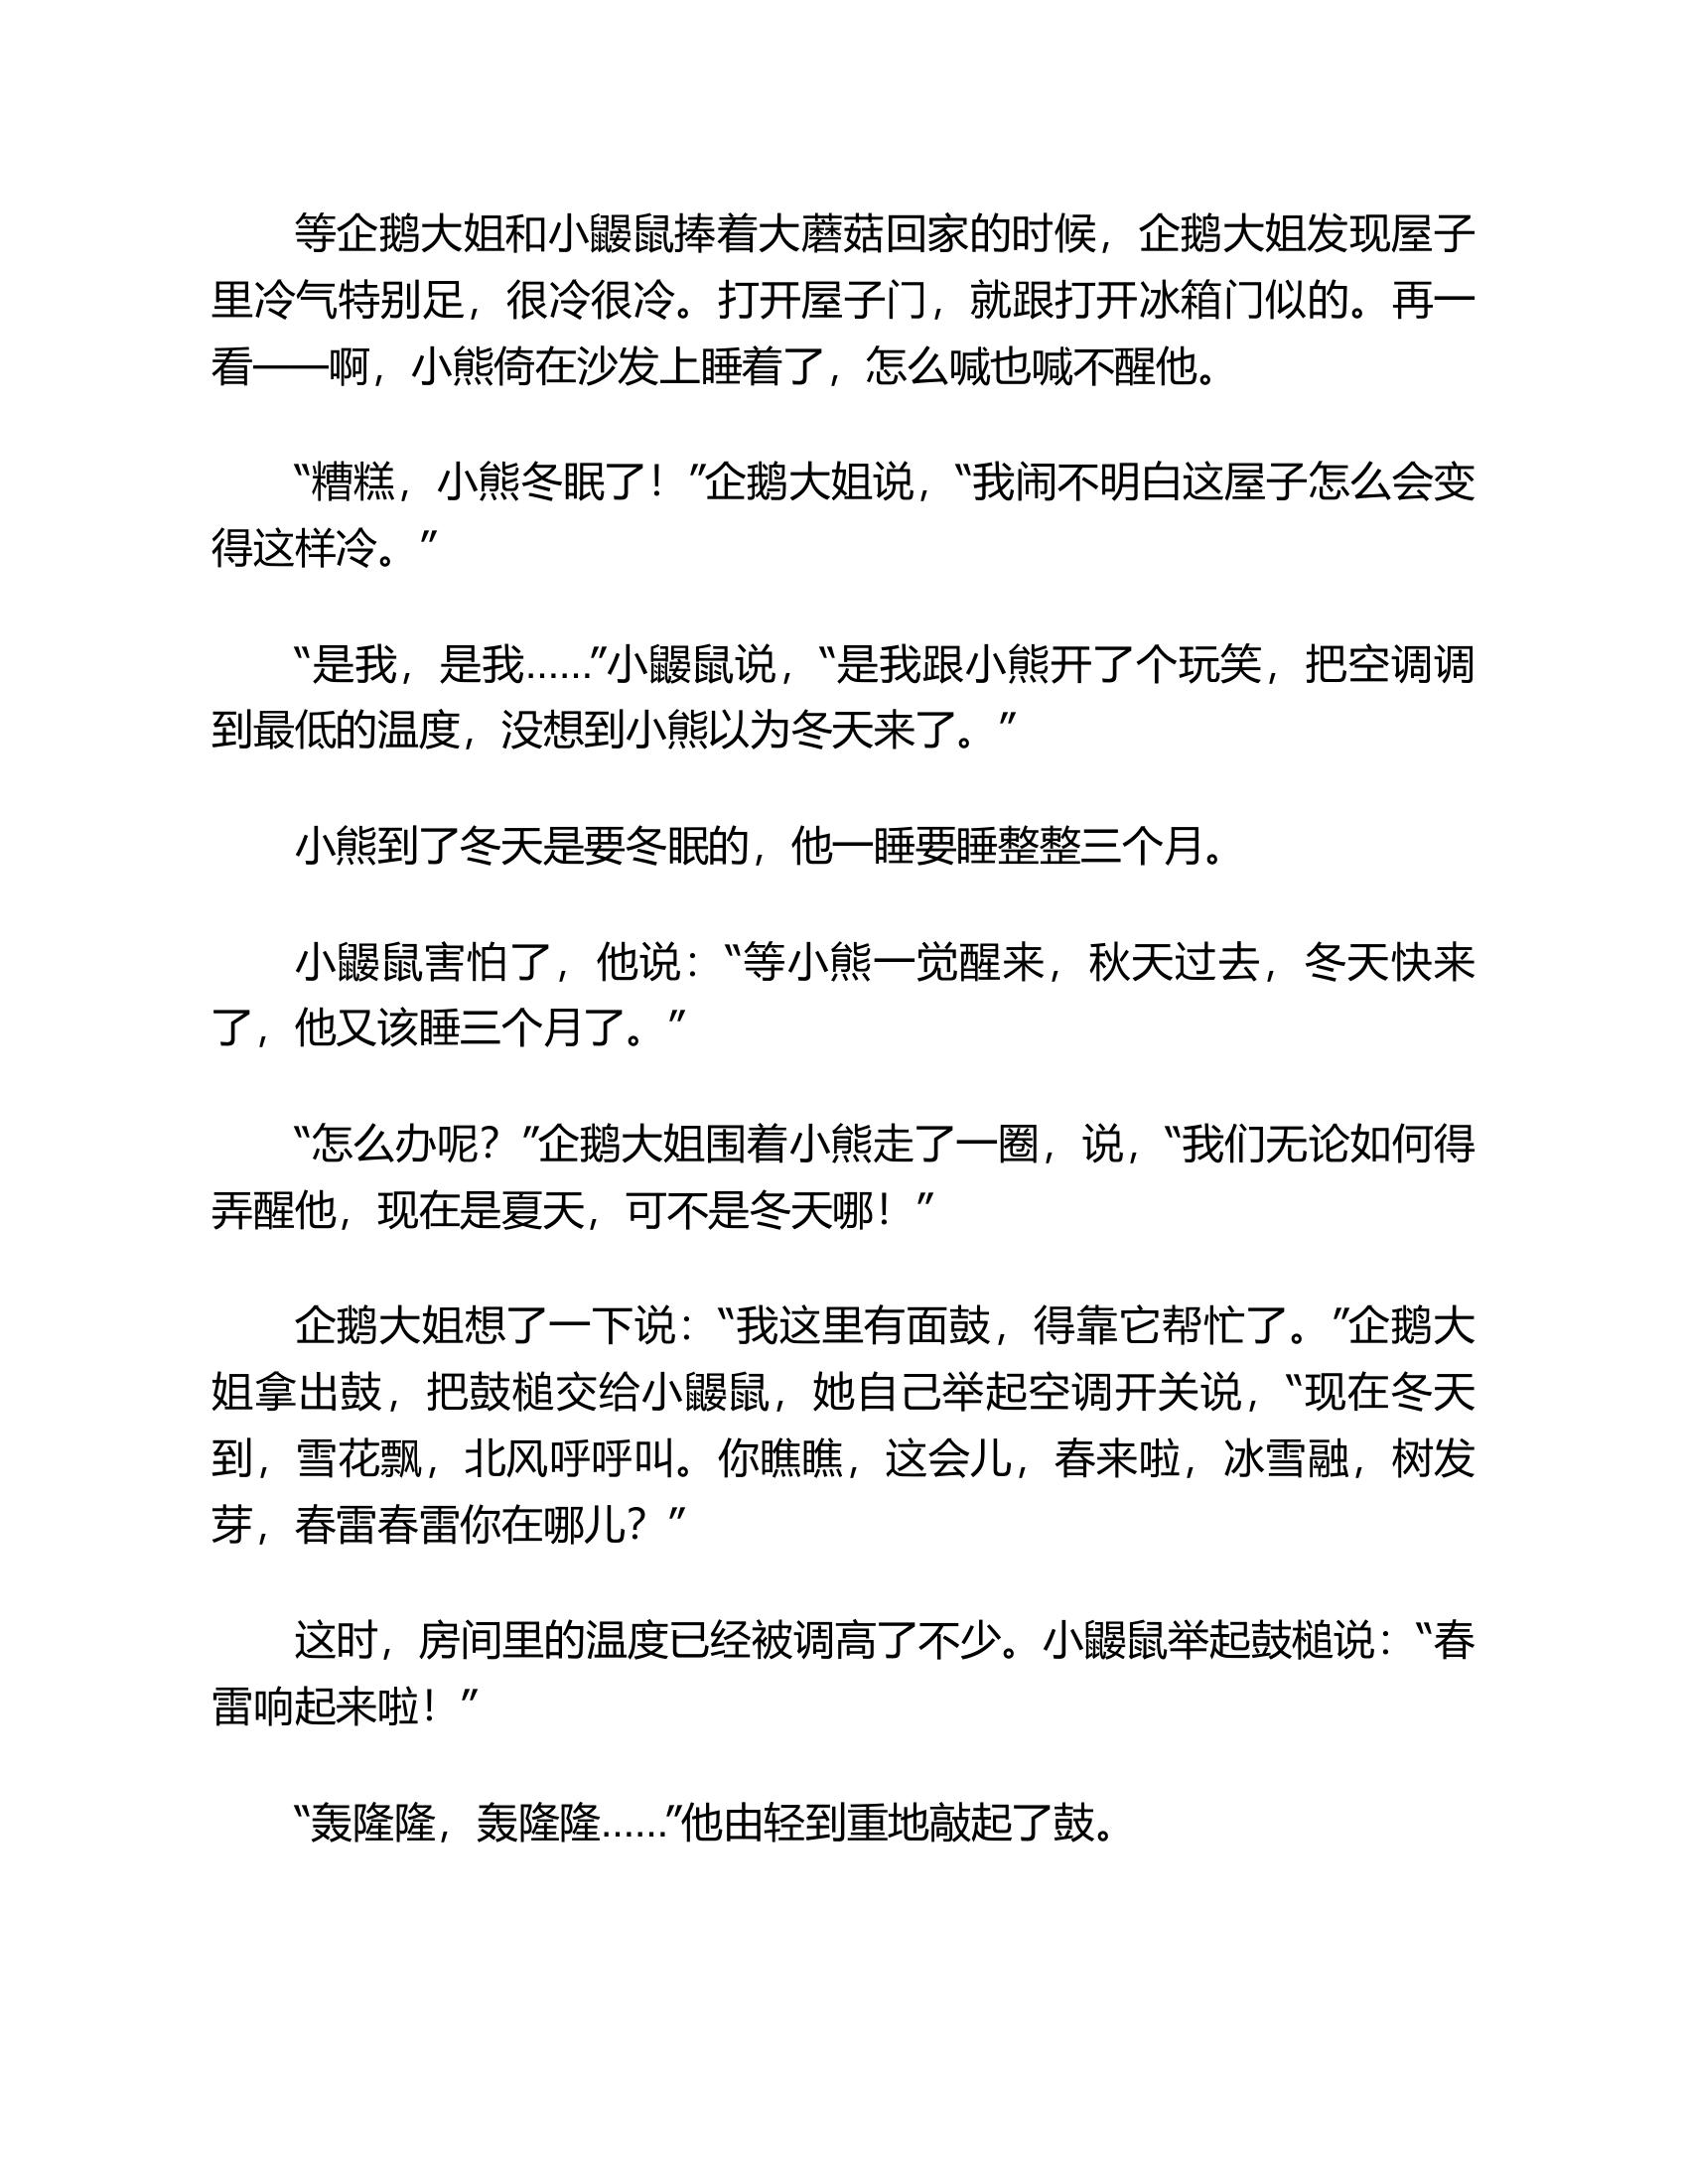 等企鹅大姐和小鼹鼠捧着大蘑菇回家的时候，企鹅大姐发现屋子
里冷气特别足，很冷很冷。打开屋子门，就跟打开冰箱门似的。再一
看——啊，小熊倚在沙发上睡着了，怎么喊也喊不醒他。
“糟糕，小熊冬眠了！”企鹅大姐说，“我闹不明白这屋子怎么会变
得这样冷。”
“是我，是我……”小鼹鼠说，“是我跟小熊开了个玩笑，把空调调
到最低的温度，没想到小熊以为冬天来了。”
小熊到了冬天是要冬眠的，他一睡要睡整整三个月。
小鼹鼠害怕了，他说：“等小熊一觉醒来，秋天过去，冬天快来
了，他又该睡三个月了。”
“怎么办呢？”企鹅大姐围着小熊走了一圈，说，“我们无论如何得
弄醒他，现在是夏天，可不是冬天哪！”
企鹅大姐想了一下说：“我这里有面鼓，得靠它帮忙了。”企鹅大
姐拿出鼓，把鼓槌交给小鼹鼠，她自己举起空调开关说，“现在冬天
到，雪花飘，北风呼呼叫。你瞧瞧，这会儿，春来啦，冰雪融，树发
芽，春雷春雷你在哪儿？”
这时，房间里的温度已经被调高了不少。小鼹鼠举起鼓槌说：“春
雷响起来啦！”
“轰隆隆，轰隆隆……”他由轻到重地敲起了鼓。